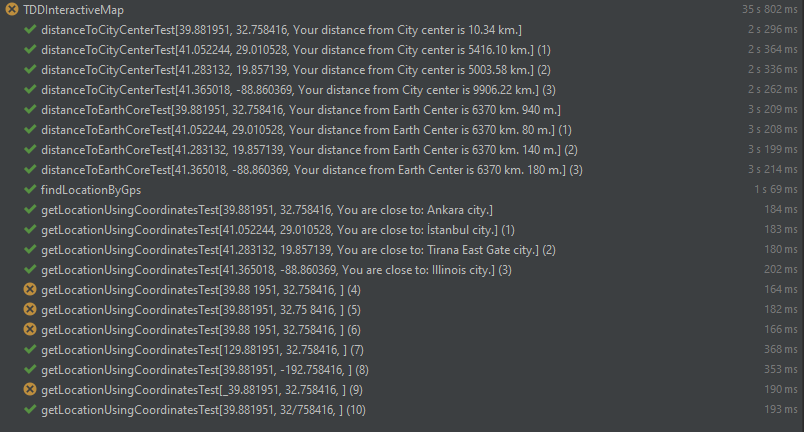 TDDInteractiveMap 35 s 802 ms
distanceToCityCenterTest[39.881951, 32.758416, Your distance from City center is 10.34 km.] 2 s 296 ms
distanceToCityCenterTest[41.052244, 29.010528, Your distance from City center is 5416.10 km.] (1) 2 s 364 ms
distanceToCityCenterTest[41.283132, 19.857139, Your distance from City center is 5003.58 km.] (2) 2 s 336 ms
distanceToCityCenterTest[41.365018, -88.860369, Your distance from City center is 9906.22 km.] (3) 2 s 262 ms
distanceToEarthCoreTest[39.881951, 32.758416, Your distance from Earth Center is 6370 km. 940 m.] 3 s 209 ms
distanceToEarthCoreTest[41.052244, 29.010528, Your distance from Earth Center is 6370 km. 80 m.] (1) 3 s 208 ms
distanceToEarthCoreTest[41.283132, 19.857139, Your distance from Earth Center is 6370 km. 140 m.] (2) 3 s 199 ms
distanceToEarthCoreTest[41.365018, -88.860369, Your distance from Earth Center is 6370 km. 180 m.] (3) 3 s 214 ms
findLocationByGps 1 s 69 ms
getLocationUsingCoordinatesTest[39.881951, 32.758416, You are close to: Ankara city.] 184 ms
getLocationUsingCoordinatesTest[41.052244, 29.010528, You are close to: İstanbul city.] (1) 183 ms
getLocationUsingCoordinatesTest[41.283132, 19.857139, You are close to: Tirana East Gate city.] (2) 180 ms
getLocationUsingCoordinatesTest[41.365018, -88.860369, You are close to: Illinois city.] (3) 202 ms
getLocationUsingCoordinatesTest[39.88 1951, 32.758416, ] (4) 164 ms
getLocationUsingCoordinatesTest[39.881951, 32.75 8416, ] (5) 182 ms
getLocationUsingCoordinatesTest[39.88 1951, 32.758416, ] (6) 166 ms
getLocationUsingCoordinatesTest[129.881951, 32.758416, ] (7) 368 ms
getLocationUsingCoordinatesTest[39.881951, -192.758416, ] (8) 353 ms
getLocationUsingCoordinatesTest[_39.881951, 32.758416, ] (9) 190 ms
getLocationUsingCoordinatesTest[39.881951, 32/758416, ] (10) 193 ms